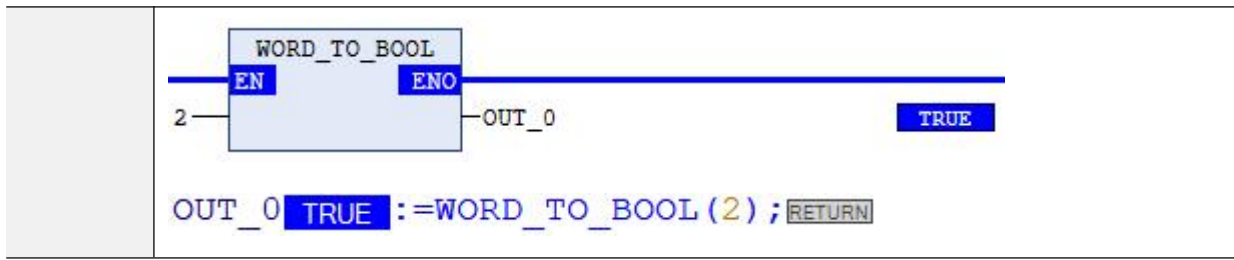 WORD_TO_BOOL
EN ENO
2 OUT_0 TRUE
OUT_0 TRUE :=WORD_TO_BOOL(2);RETURN